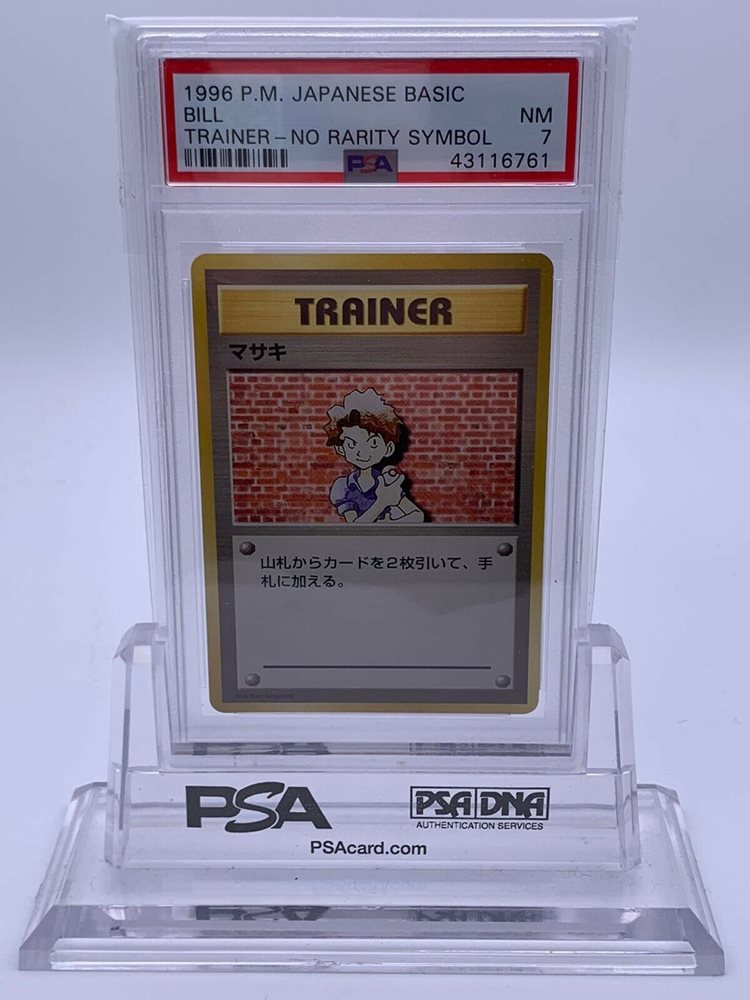 1996 P.M. JAPANESE BASIC
BILL NM
TRAINER - NO RARITY SYMBOL 7
PSA 43116761
TRAINER
マサキ
山札からカードを2枚引いて、手
札に加える。
PSA PSA DNA
AUTHENTICATION SERVICES
PSAcard.com